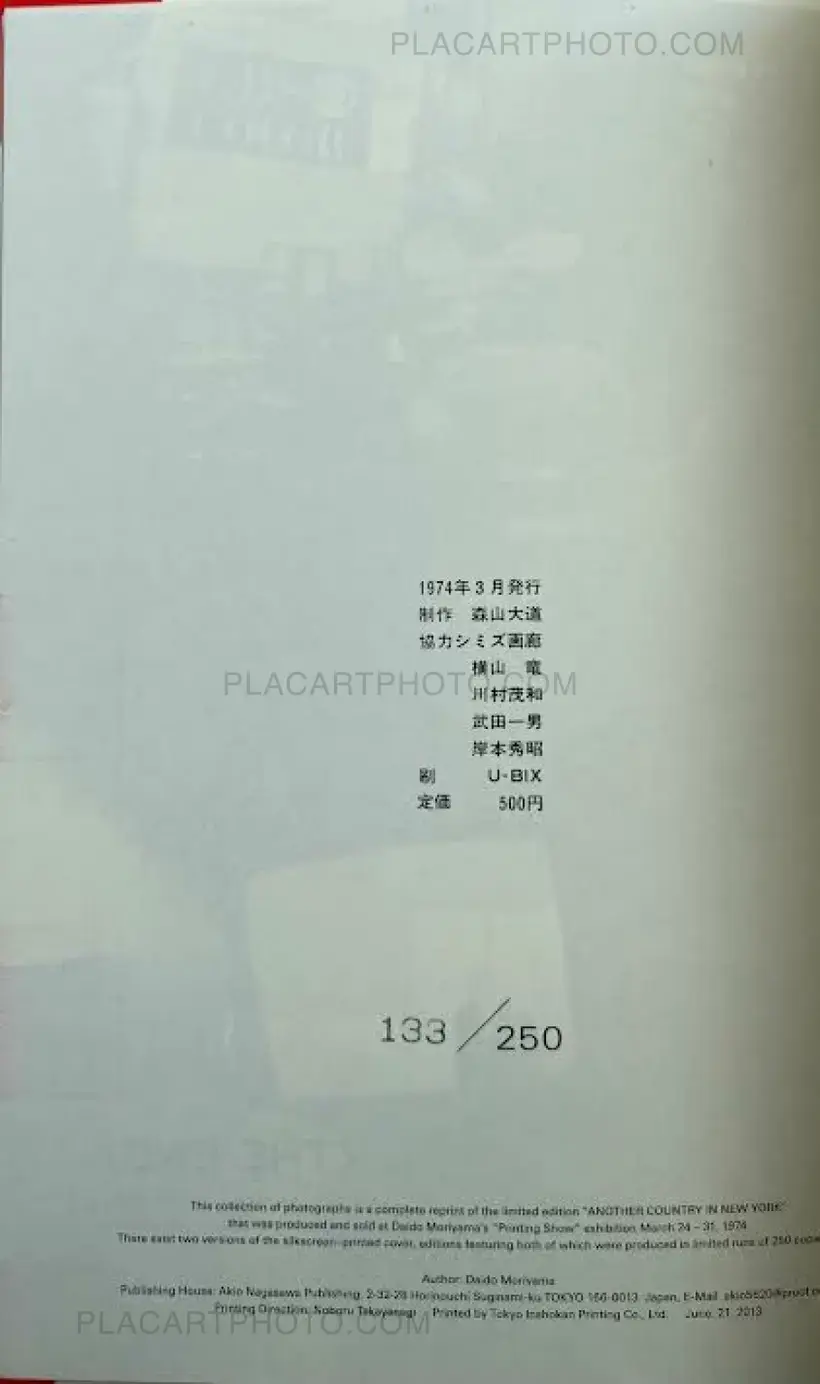 PLACARTPHOTO.COM
1974年3月発行
制作 森山大道
協力シミズ画廊
横山 竜
PLACARTPHOTO.COM
川村茂和
武田一男
岸本秀昭
刷 U-BIX
定価 500円
133/250
This collection of photographs is a complete reprint of the limited edition "ANOTHER COUNTRY IN NEW YORK"
that was produced and sold at Daido Moriyama's "Printing Show" exhibition, March 24 – 31, 1974
There exist two versions of the silkscreen-printed cover, editions featuring both of which were produced in limited runs of 250
Author: Daido Moriyama
Publishing House: Akio Nagasawa Publishing, 2-32-28 Horinouchi Suginami-ku TOKYO 166-0013 Japan, E-Mail
Printing Direction: Noboru Takayanagi Printed by Tokyo Inshokan Printing Co., Ltd. June, 21, 2013
PLACARTPHOTO.COM